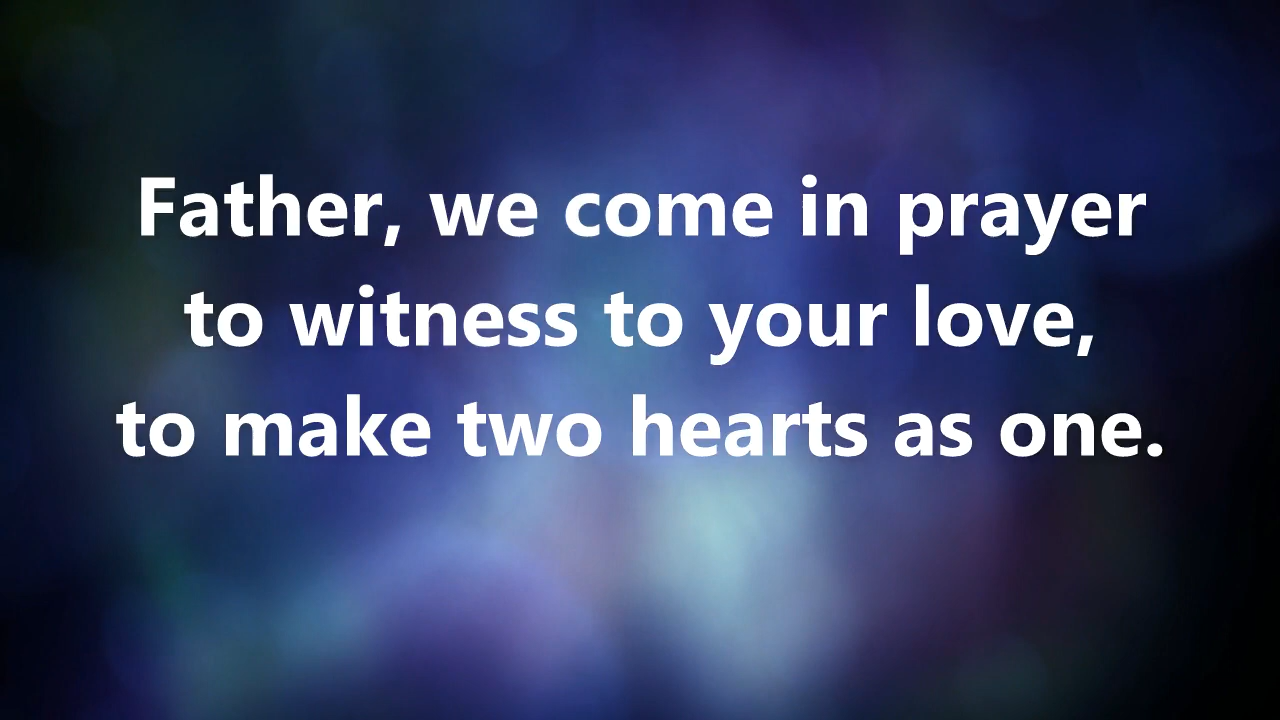 Father, we come in prayer
to witness to your love,
to make two hearts as one.